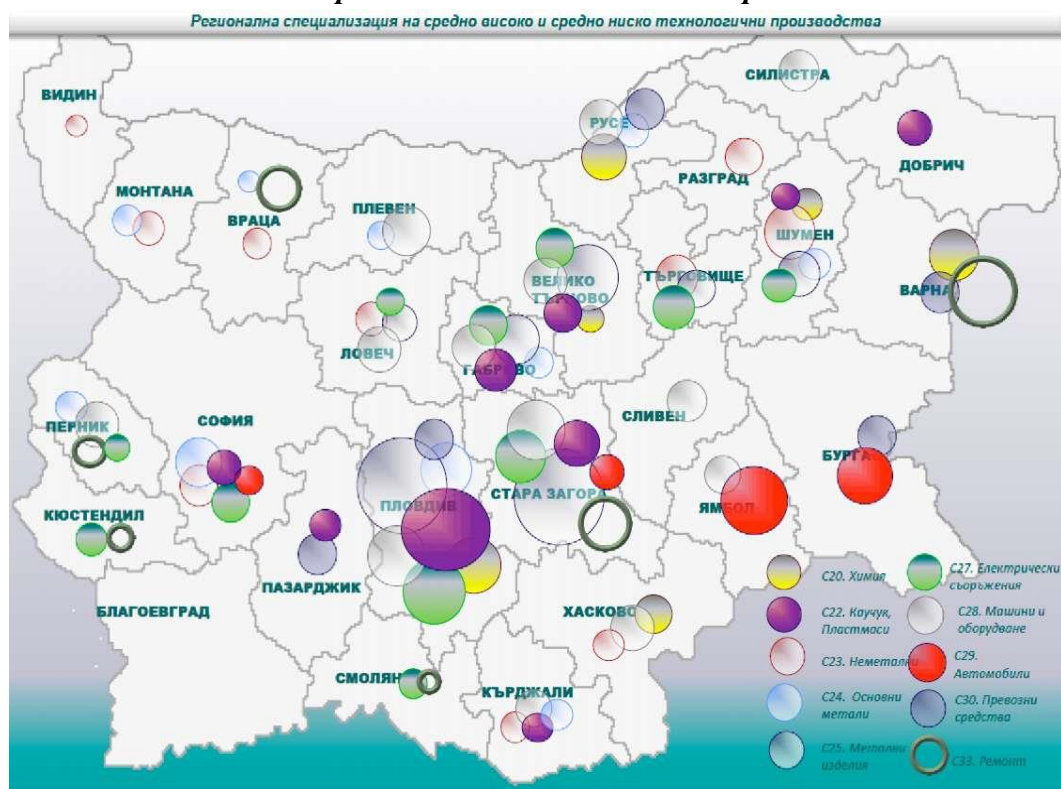 Регионална специализация на средно високо и средно ниско технологични производства
СИЛИСТРА
ВИДИН
РУСЕ
ДОБРИЧ
РАЗГРАД
МОНТАНА
ПЛЕВЕН
ВРАЦА
ШУМЕН
ВЕЛИКО
ТЪРНОВО
ТЪРГОВИЩЕ
ВАРНА
ЛОВЕЧ
ГАБРОВО
СЛИВЕН
СОФИЯ
ПЕРНИК
БУРГА
СТАРА ЗАГОРА
ПЛОВДИВ
ЯМБОЛ
КЮСТЕНДИЛ
ПАЗАРДЖИК
БЛАГОЕВГРАД
ХАСКОВО
СМОЛЯН
КЪРДЖАЛИ
C20. Химия
C22. Каучук,
Пластмаси
C23. Неметални
C24. Основни
метали
C25. Метални
изделия
C27. Електрически
съоръжения
C28. Машини и
оборудване
C29.
Автомобили
C30. Превозни
средства
C33. Ремонт